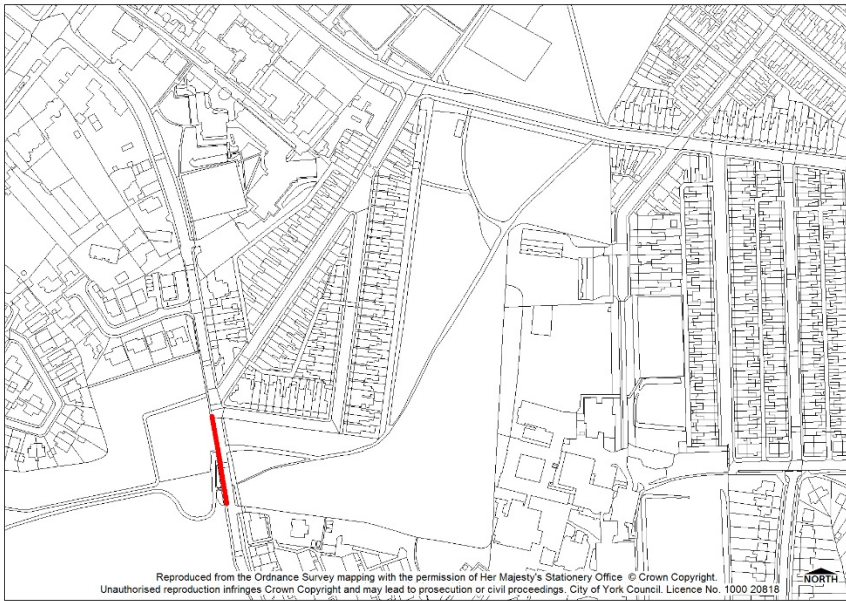 Reproduced from the Ordnance Survey mapping with the permission of Her Majesty's Stationery Office © Crown Copyright.
Unauthorised reproduction infringes Crown Copyright and may lead to prosecution or civil proceedings. City of York Council. Licence No. 1000 20818
NORTH